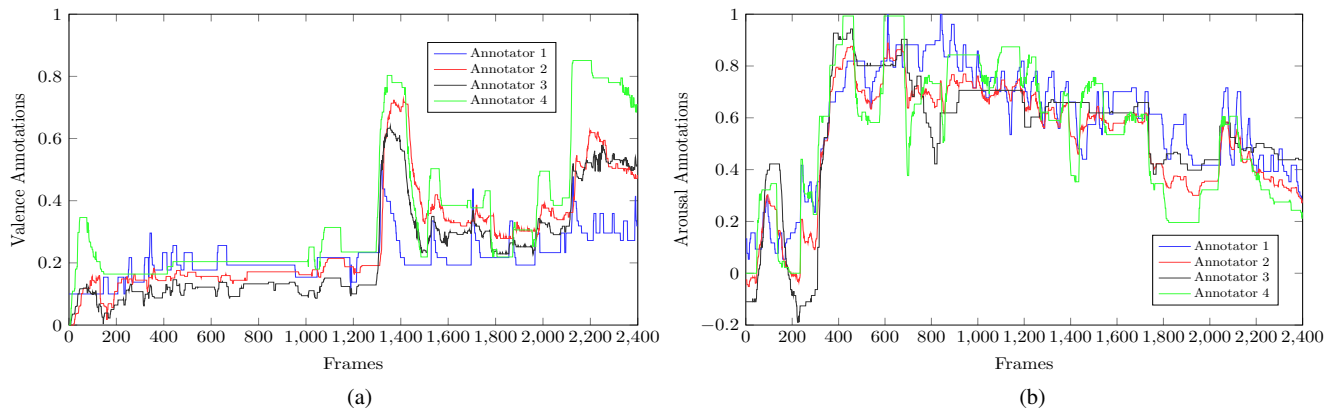 1
0.8
0.6
0.4
0.2
0
Valence Annotations
0
200
400
600
800
1,000
1,200
1,400
1,600
1,800
2,000
2,200
2,400
Frames
Annotator 1
Annotator 2
Annotator 3
Annotator 4
(a)
1
0.8
0.6
0.4
0.2
0
−0.2
Arousal Annotations
0
200
400
600
800
1,000
1,200
1,400
1,600
1,800
2,000
2,200
2,400
Frames
Annotator 1
Annotator 2
Annotator 3
Annotator 4
(b)